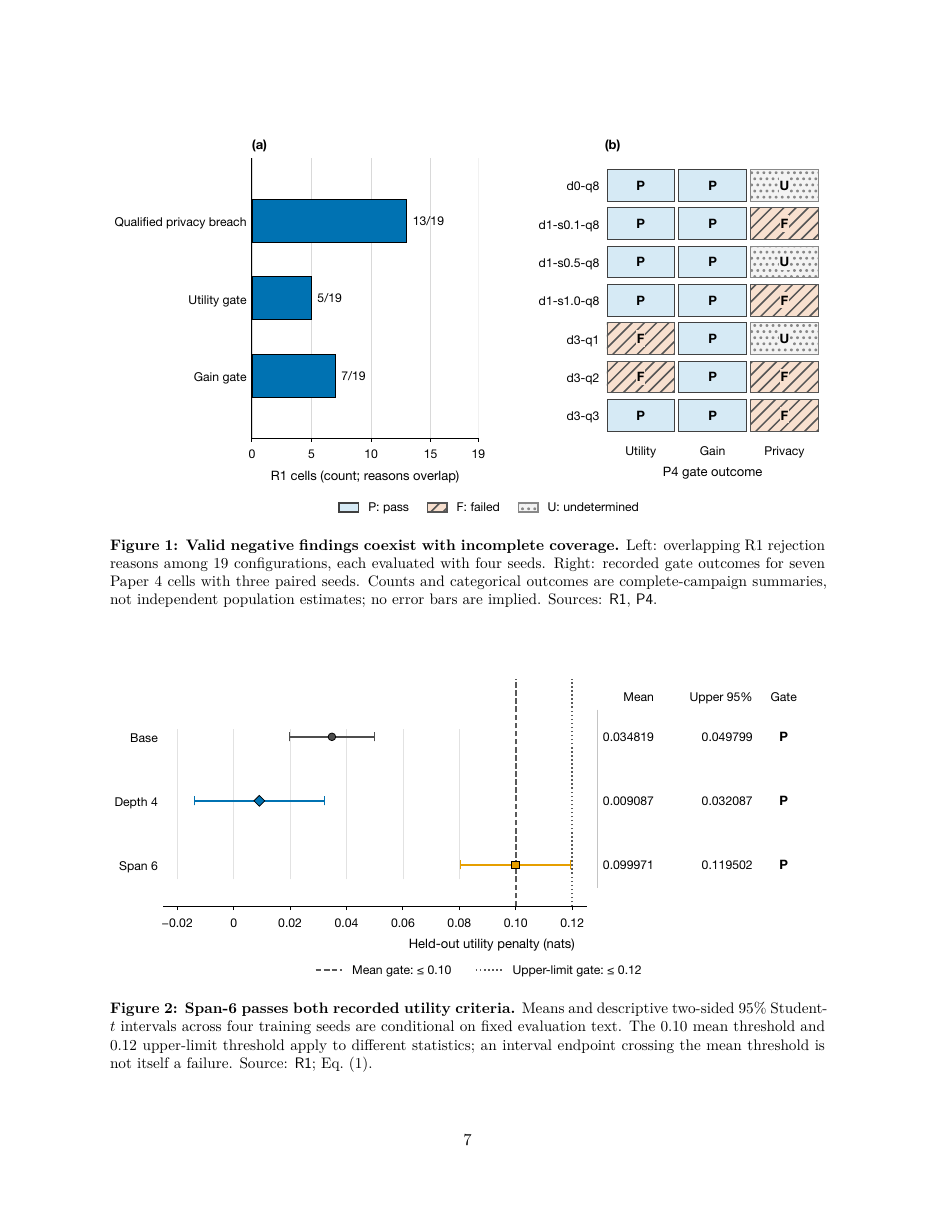 (a)
Qualified privacy breach
13/19
Utility gate
5/19
Gain gate
7/19
0 5 10 15 19
R1 cells (count; reasons overlap)
(b)
d0-q8 P P U
d1-s0.1-q8 P P F
d1-s0.5-q8 P P U
d1-s1.0-q8 P P F
d3-q1 F P U
d3-q2 F P F
d3-q3 P P F
Utility Gain Privacy
P4 gate outcome
P: pass F: failed U: undetermined
Figure 1: Valid negative findings coexist with incomplete coverage. Left: overlapping R1 rejection
reasons among 19 configurations, each evaluated with four seeds. Right: recorded gate outcomes for seven
Paper 4 cells with three paired seeds. Counts and categorical outcomes are complete-campaign summaries,
not independent population estimates; no error bars are implied. Sources: R1, P4.
Mean Upper 95% Gate
Base 0.034819 0.049799 P
Depth 4 0.009087 0.032087 P
Span 6 0.099971 0.119502 P
−0.02 0 0.02 0.04 0.06 0.08 0.10 0.12
Held-out utility penalty (nats)
Mean gate: ≤ 0.10 Upper-limit gate: ≤ 0.12
Figure 2: Span-6 passes both recorded utility criteria. Means and descriptive two-sided 95% Student-
t intervals across four training seeds are conditional on fixed evaluation text. The 0.10 mean threshold and
0.12 upper-limit threshold apply to different statistics; an interval endpoint crossing the mean threshold is
not itself a failure. Source: R1; Eq. (1).
7